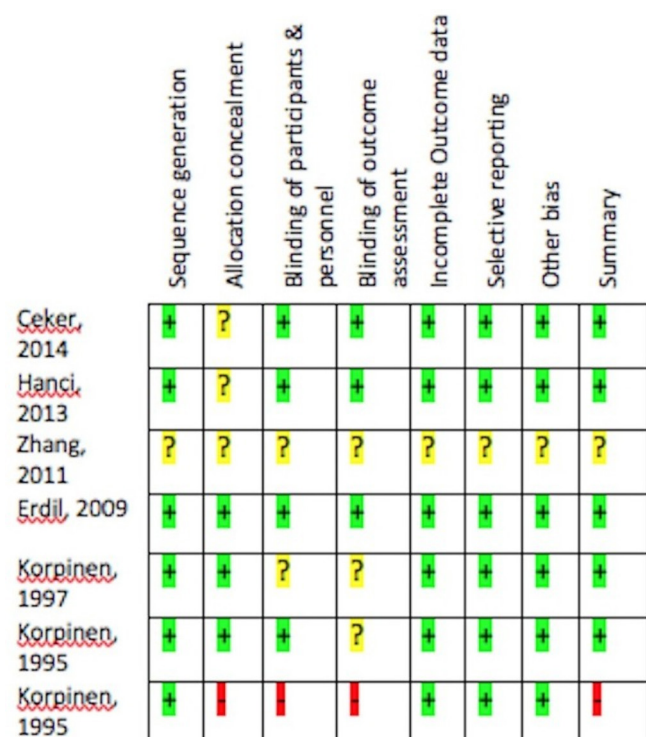 Sequence generation
Allocation concealment
Blinding of participants &
personnel
Blinding of outcome
assessment
Incomplete Outcome data
Selective reporting
Other bias
Summary
Ceker,
2014
+ ? + + + + + +
Hanci,
2013
+ ? + + + + + +
Zhang,
2011
? ? ? ? ? ? ? ?
Erdil, 2009
+ + + + + + + +
Korpinen,
1997
+ + ? ? + + + +
Korpinen,
1995
+ + + ? + + + +
Korpinen,
1995
+ - - - + + + -